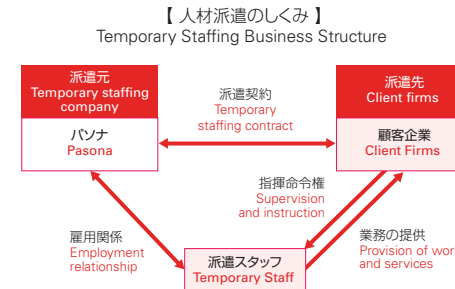 【 人材派遣のしくみ 】
Temporary Staffing Business Structure
派遣元
Temporary staffing
company
パソナ
Pasona
派遣契約
Temporary
staffing contract
派遣先
Client firms
顧客企業
Client Firms
指揮命令権
Supervision
and instruction
雇用関係
Employment
relationship
業務の提供
Provision of wor
and services
派遣スタッフ
Temporary Staff